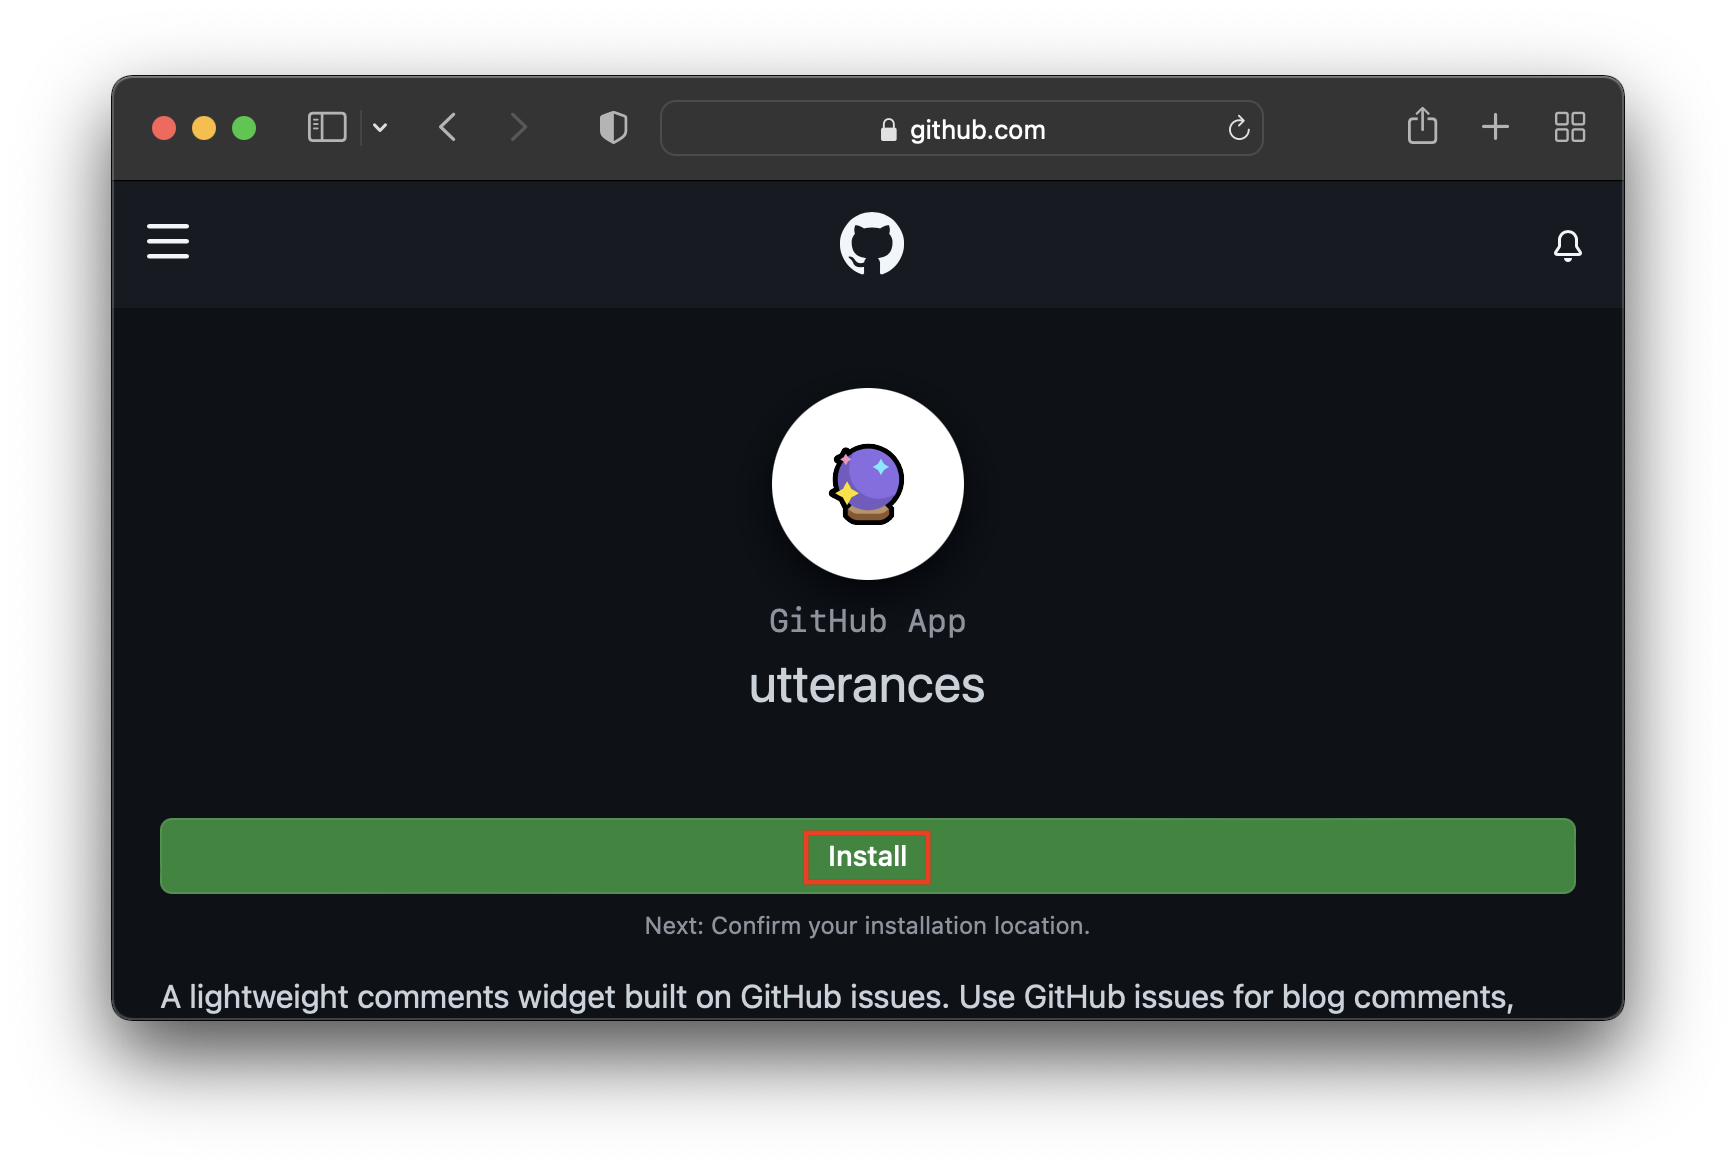 github.com
GitHub App
utterances
Install
Next: Confirm your installation location.
A lightweight comments widget built on GitHub issues. Use GitHub issues for blog comments,